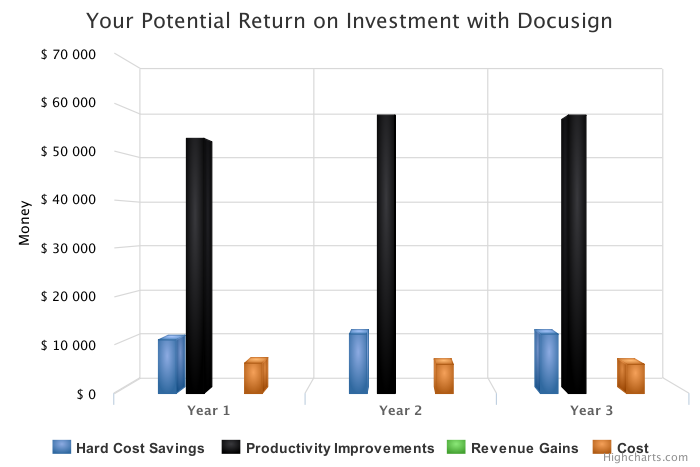 Your Potential Return on Investment with Docusign
$ 70 000
$ 60 000
$ 50 000
$ 40 000
$ 30 000
$ 20 000
$ 10 000
$ 0
Money
Year 1
Year 2
Year 3
Hard Cost Savings
Productivity Improvements
Revenue Gains
Cost
Highcharts.com